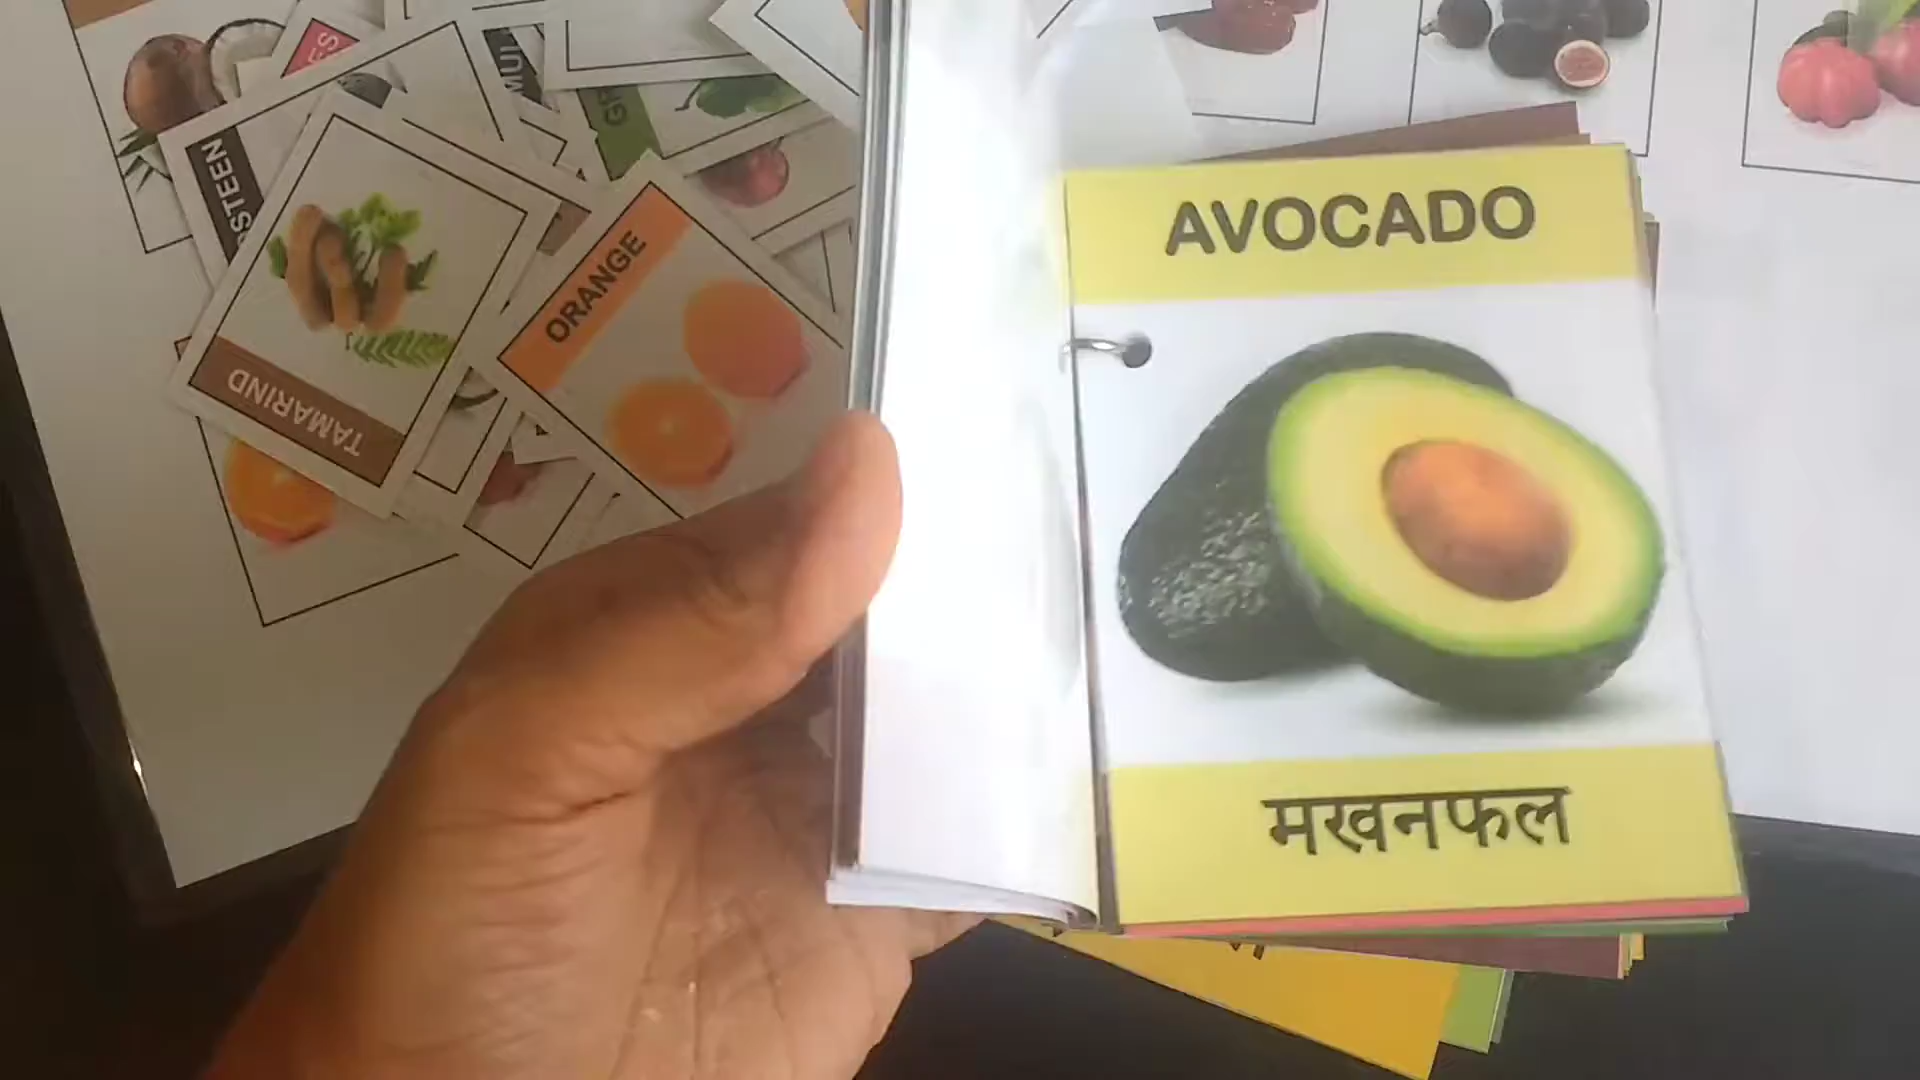 AVOCADO
मखनफल
ORANGE
TAMARIND